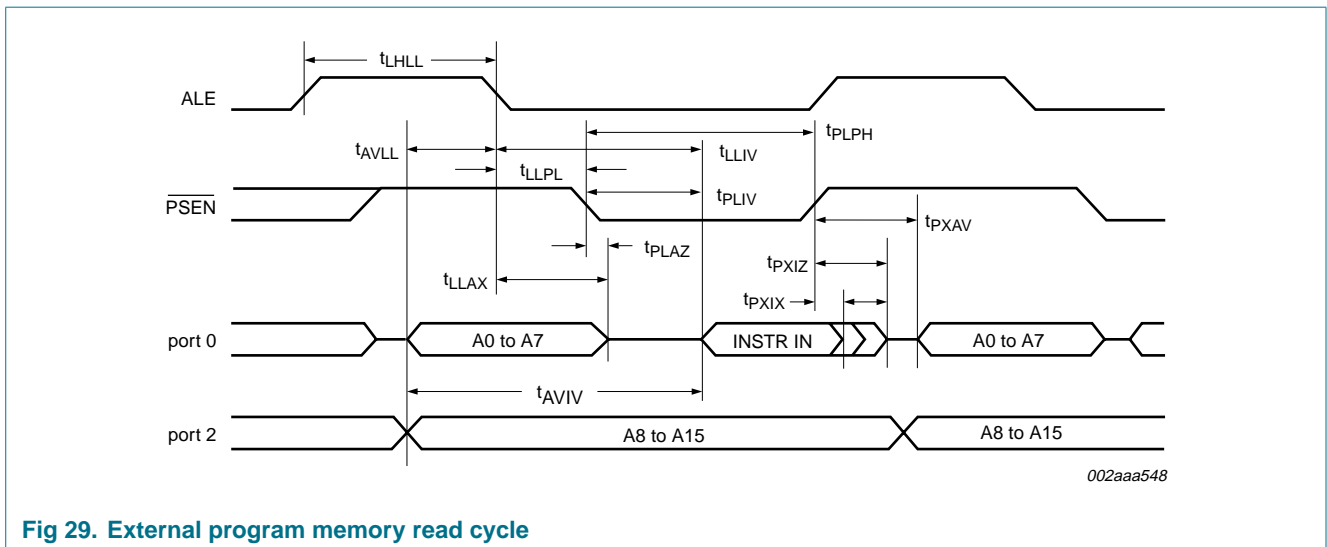 tLHLL
ALE
tPLPH
tAVLL
tLLIV
tLLPL
PSEN
tPLIV
tPXAV
tPLAZ
tLLAX
tPXIZ
tPXIX
port 0
A0 to A7
INSTR IN
A0 to A7
tAVIV
port 2
A8 to A15
A8 to A15
002aaa548
Fig 29. External program memory read cycle